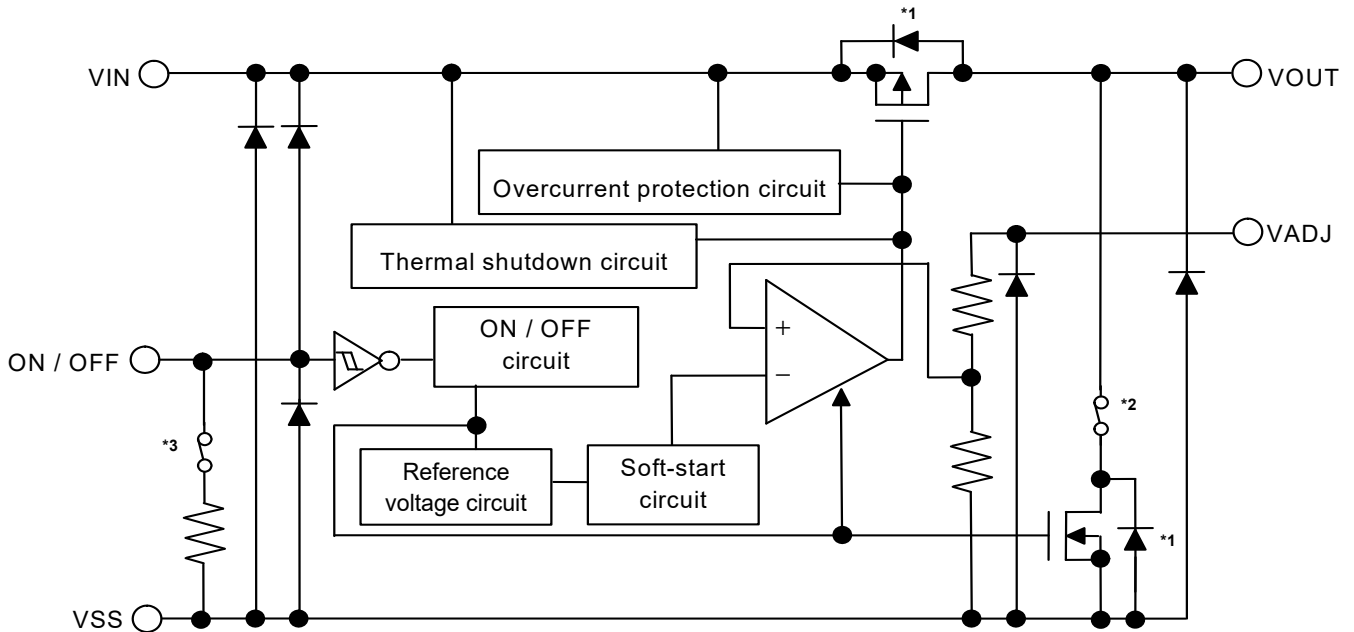 *1
VIN
VOUT
Overcurrent protection circuit
VADJ
Thermal shutdown circuit
+
ON / OFF
circuit
ON / OFF
−
*2
*3
Reference
voltage circuit
Soft-start
circuit
*1
VSS